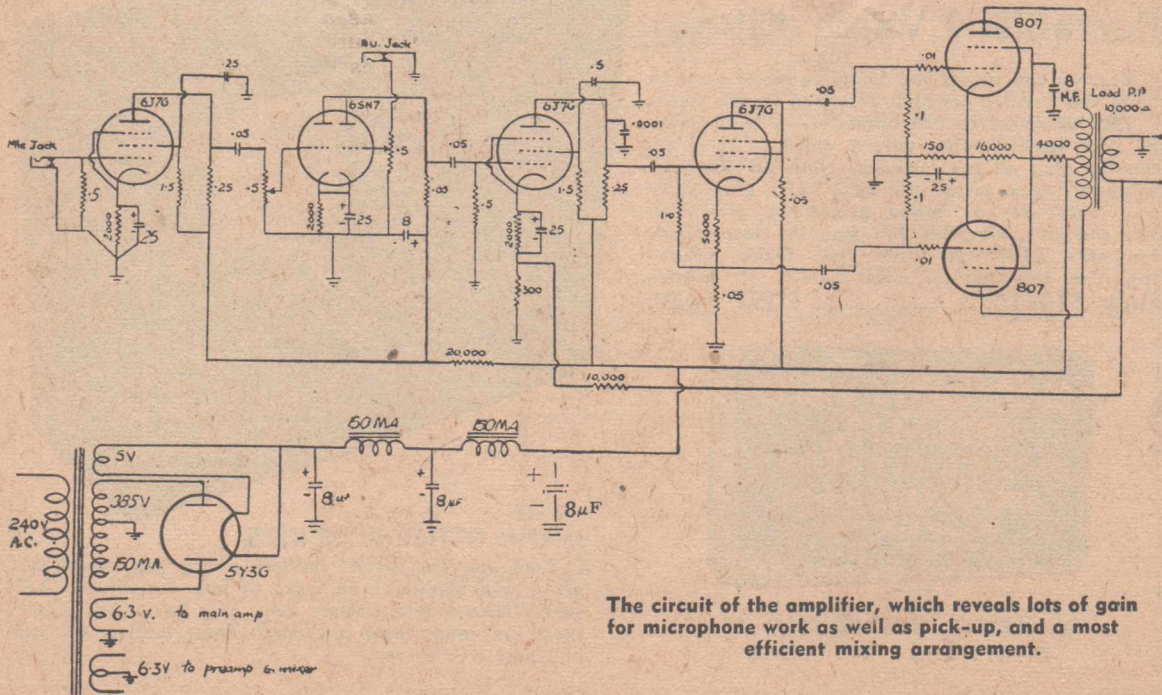 .25
Mu. Jack
6J7G
Mic Jack
.5
2000
25
1.5
.25
.05
.5
6SN7
2000
25
.5
8
.05
.05
.5
6J7G
2000
25
300
.5
1.5
.0001
.25
.05
1.0
6J7G
5000
.05
.05
.05
.05
.01
.1
.1
.01
807
8
M.F.
Load P.P
10,000 Ω
150
25
16000
4000
807
20,000
10,000
150 MA
150MA
8μF
8μF
8μF
240V
A.C.
5V
385V
150 M.A.
5Y3G
6.3 V. to main amp
6.3V to preamp & mixer
The circuit of the amplifier, which reveals lots of gain
for microphone work as well as pick-up, and a most
efficient mixing arrangement.